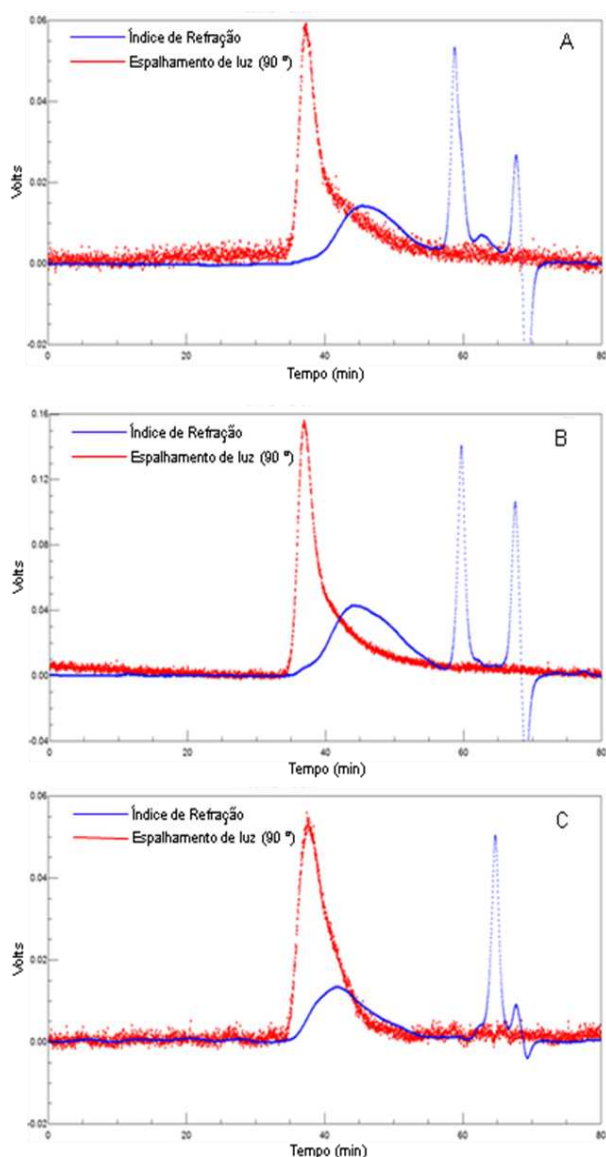 A
Índice de Refração
Espalhamento de luz (90 º)
0.06
0.04
0.02
0.00
-0.02
Volts
0 20 40 60 80
Tempo (min)
B
Índice de Refração
Espalhamento de luz (90 º)
0.16
0.12
0.08
0.04
0.00
-0.04
Volts
0 20 40 60 80
Tempo (min)
C
Índice de Refração
Espalhamento de luz (90 º)
0.06
0.04
0.02
0.00
-0.02
Volts
0 20 40 60 80
Tempo (min)